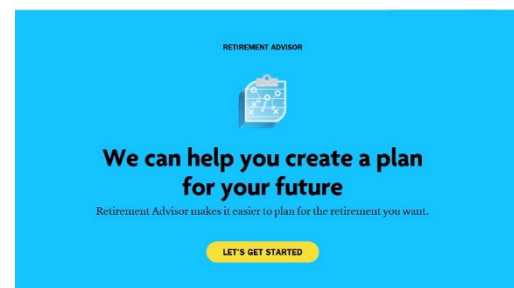 RETIREMENT ADVISOR
We can help you create a plan
for your future
Retirement Advisor makes it easier to plan for the retirement you want.
LET'S GET STARTED